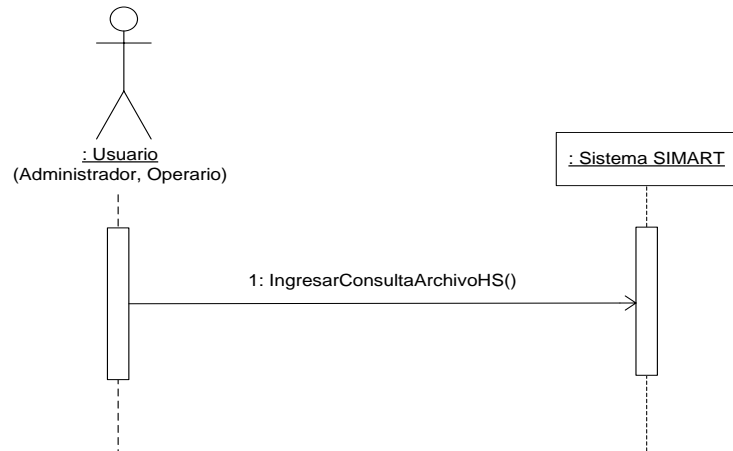 : Usuario
(Administrador, Operario)
: Sistema SIMART
1: IngresarConsultaArchivoHS()